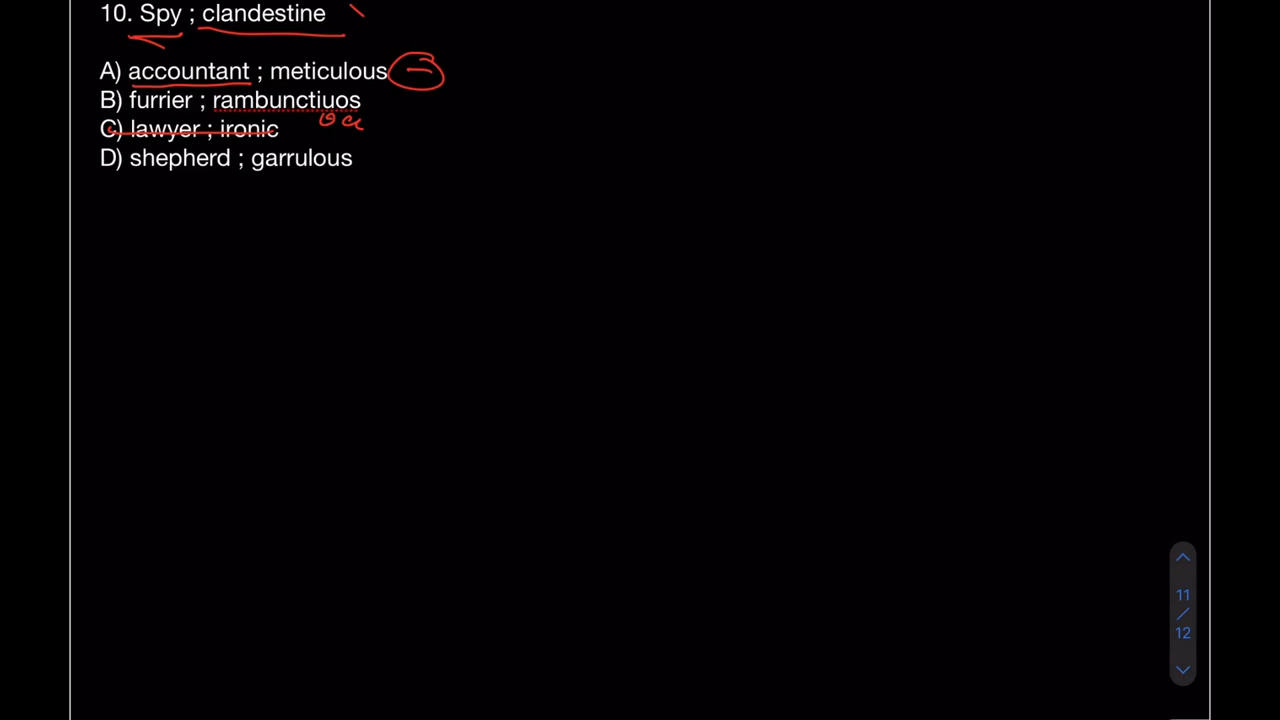 10. Spy ; clandestine
A) accountant ; meticulous
B) furrier ; rambunctiuos
C) lawyer ; ironic
D) shepherd ; garrulous
11
/
12